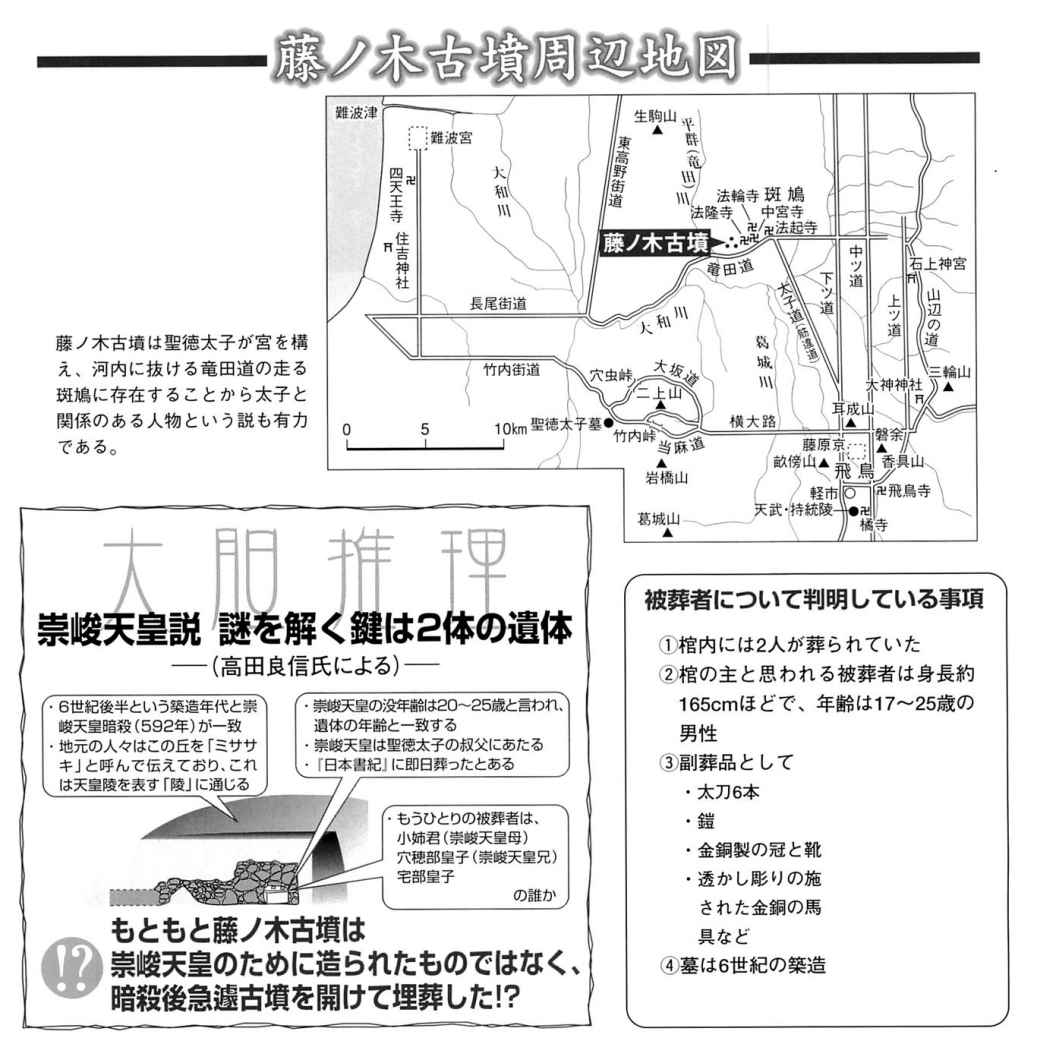 藤ノ木古墳周辺地図
難波津
難波宮
四天王寺
住吉神社
大和川
東高野街道
生駒山
平群(竜田)川
法輪寺
斑鳩
法隆寺
中宮寺
法起寺
藤ノ木古墳
竜田道
太子道(筋違道)
下ツ道
中ツ道
上ツ道
石上神宮
山辺の道
長尾街道
大和川
葛城川
竹内街道
穴虫峠
大坂道
二上山
大神神社
三輪山
耳成山
横大路
聖徳太子墓
竹内峠
当麻道
岩橋山
藤原京
磐余
畝傍山
香具山
飛鳥
軽市
飛鳥寺
天武・持統陵
橘寺
葛城山
0 5 10km
藤ノ木古墳は聖徳太子が宮を構
え、河内に抜ける竜田道の走る
斑鳩に存在することから太子と
関係のある人物という説も有力
である。
大胆推理
崇峻天皇説 謎を解く鍵は2体の遺体
―(高田良信氏による)―
・6世紀後半という築造年代と崇
峻天皇暗殺(592年)が一致
・地元の人々はこの丘を「ミササ
キ」と呼んで伝えており、これ
は天皇陵を表す「陵」に通じる
・崇峻天皇の没年齢は20〜25歳と言われ、
遺体の年齢と一致する
・崇峻天皇は聖徳太子の叔父にあたる
・『日本書紀』に即日葬ったとある
・もうひとりの被葬者は、
小姉君(崇峻天皇母)
穴穂部皇子(崇峻天皇兄)
宅部皇子
の誰か
!?
もともと藤ノ木古墳は
崇峻天皇のために造られたものではなく、
暗殺後急遽古墳を開けて埋葬した!?
被葬者について判明している事項
①棺内には2人が葬られていた
②棺の主と思われる被葬者は身長約
165cmほどで、年齢は17〜25歳の
男性
③副葬品として
・太刀6本
・鎧
・金銅製の冠と靴
・透かし彫りの施
された金銅の馬
具など
④墓は6世紀の築造